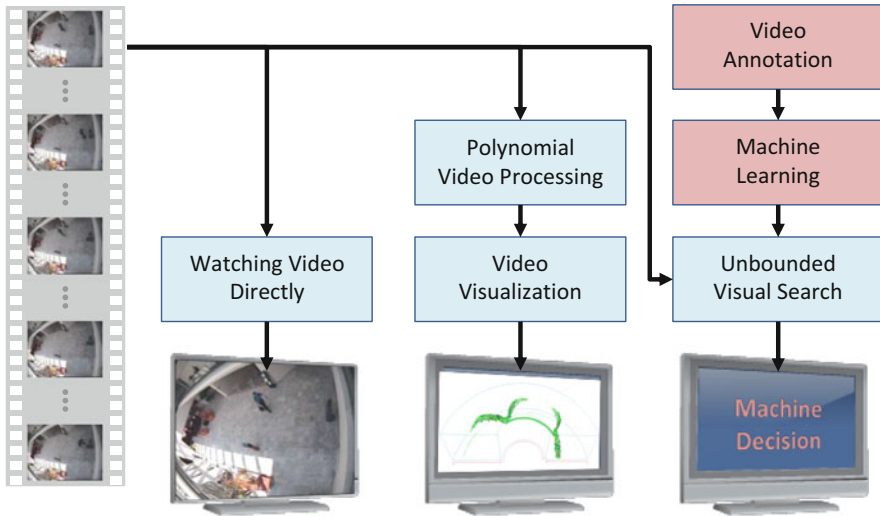 Video
Annotation
Polynomial
Video Processing
Machine
Learning
Watching Video
Directly
Video
Visualization
Unbounded
Visual Search
Machine
Decision